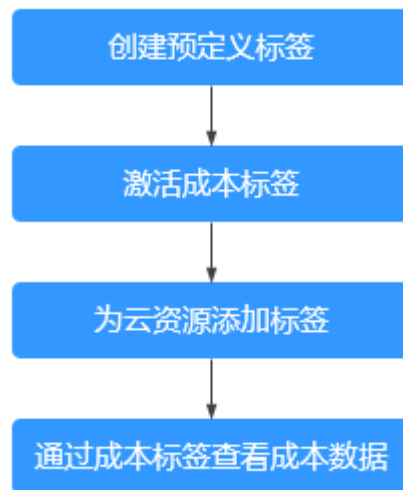 创建预定义标签
激活成本标签
为云资源添加标签
通过成本标签查看成本数据